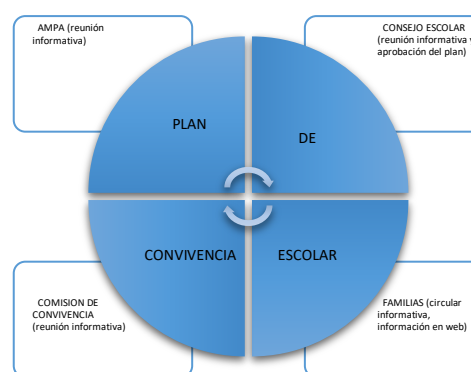 AMPA (reunión
informativa)
CONSEJO ESCOLAR
(reunión informativa
aprobación del plan)
PLAN
DE
CONVIVENCIA
ESCOLAR
COMISION DE
CONVIVENCIA
(reunión informativa)
FAMILIAS (circular
informativa,
información en web)